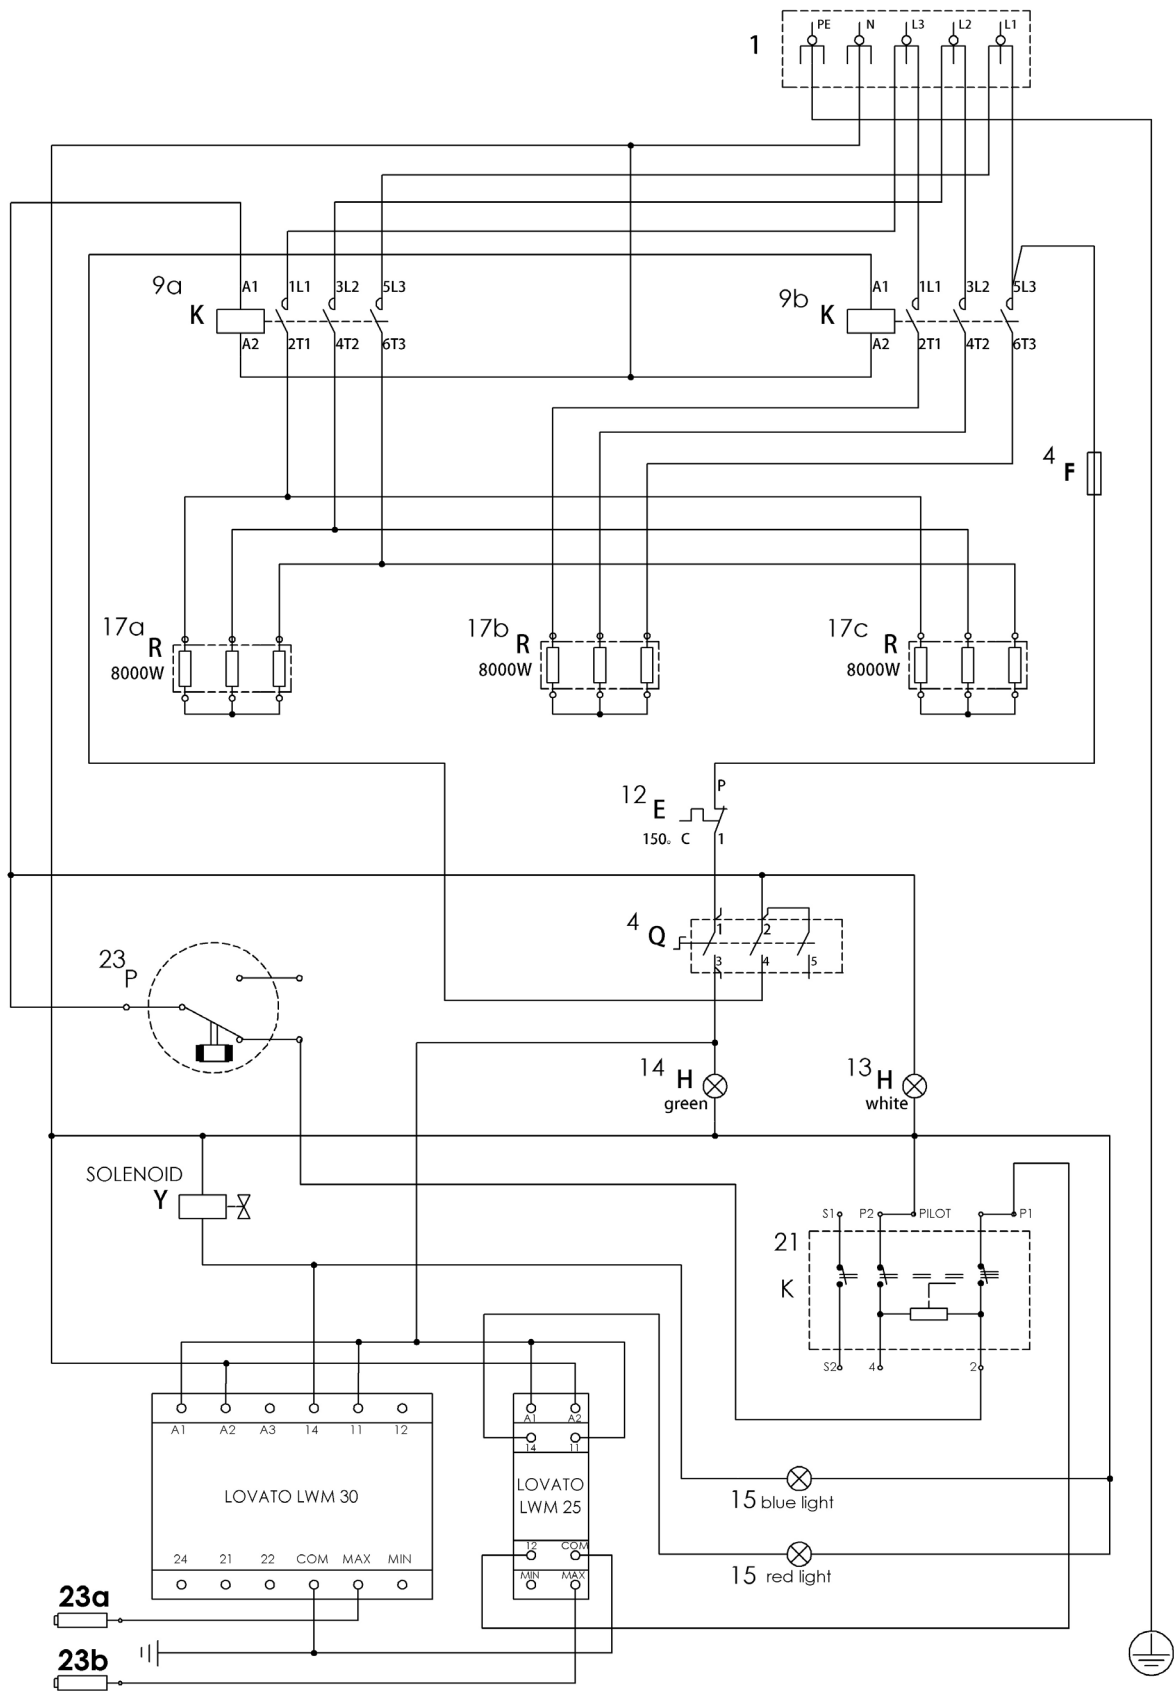 PE N L3 L2 L1
1
9a
K
A1 1L1 3L2 5L3
A2 2T1 4T2 6T3
9b
K
A1 1L1 3L2 5L3
A2 2T1 4T2 6T3
4
F
17a
R
8000W
17b
R
8000W
17c
R
8000W
P
12
E
150。 C 1
4
Q
1 2
3 4 5
23
P
14
H
green
13
H
white
SOLENOID
Y
S1 P2 PILOT P1
21
K
S2 4 2
A1 A2 A3 14 11 12
LOVATO LWM 30
24 21 22 COM MAX MIN
A1 A2
14 11
LOVATO
LWM 25
12 COM
MIN MAX
15 blue light
15 red light
23a
23b